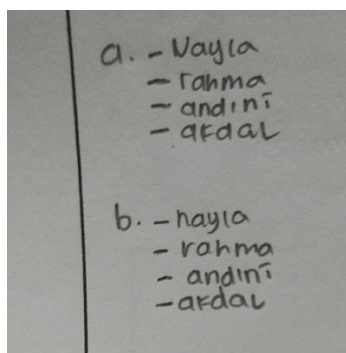 a. - Nayla
- rahma
- andini
- afdal
b. - nayla
- rahma
- andini
- afdal